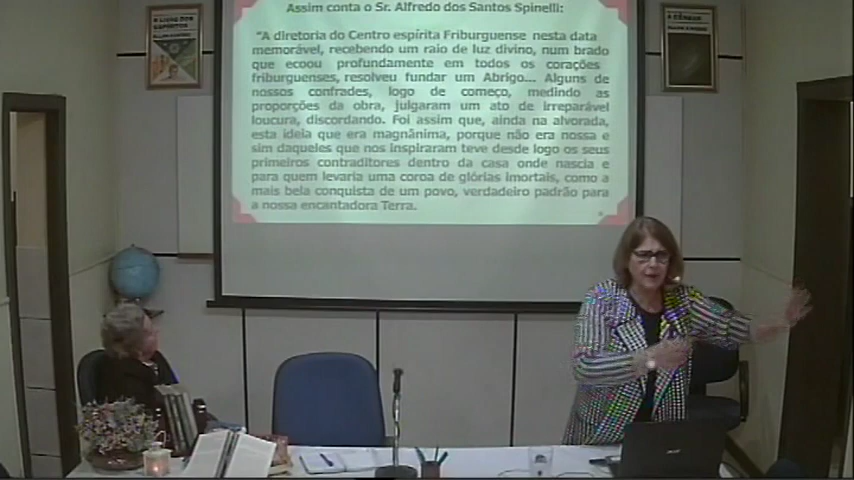 Assim conta o Sr. Alfredo dos Santos Spinelli:
"A diretoria do Centro espírita Friburguense nesta data
memorável, recebendo um raio de luz divino, num brado
que ecoou profundamente em todos os corações
friburguenses, resolveu fundar um Abrigo... Alguns de
nossos confrades, logo de começo, medindo as
proporções da obra, julgaram um ato de irreparável
loucura, discordando. Foi assim que, ainda na alvorada,
esta ideia que era magnânima, porque não era nossa e
sim daqueles que nos inspiraram teve desde logo os seus
primeiros contraditores dentro da casa onde nascia e
para quem levaria uma coroa de glórias imortais, como a
mais bela conquista de um povo, verdadeiro padrão para
a nossa encantadora Terra.
O LIVRO DOS
ESPÍRITOS
A GÊNESE
acer